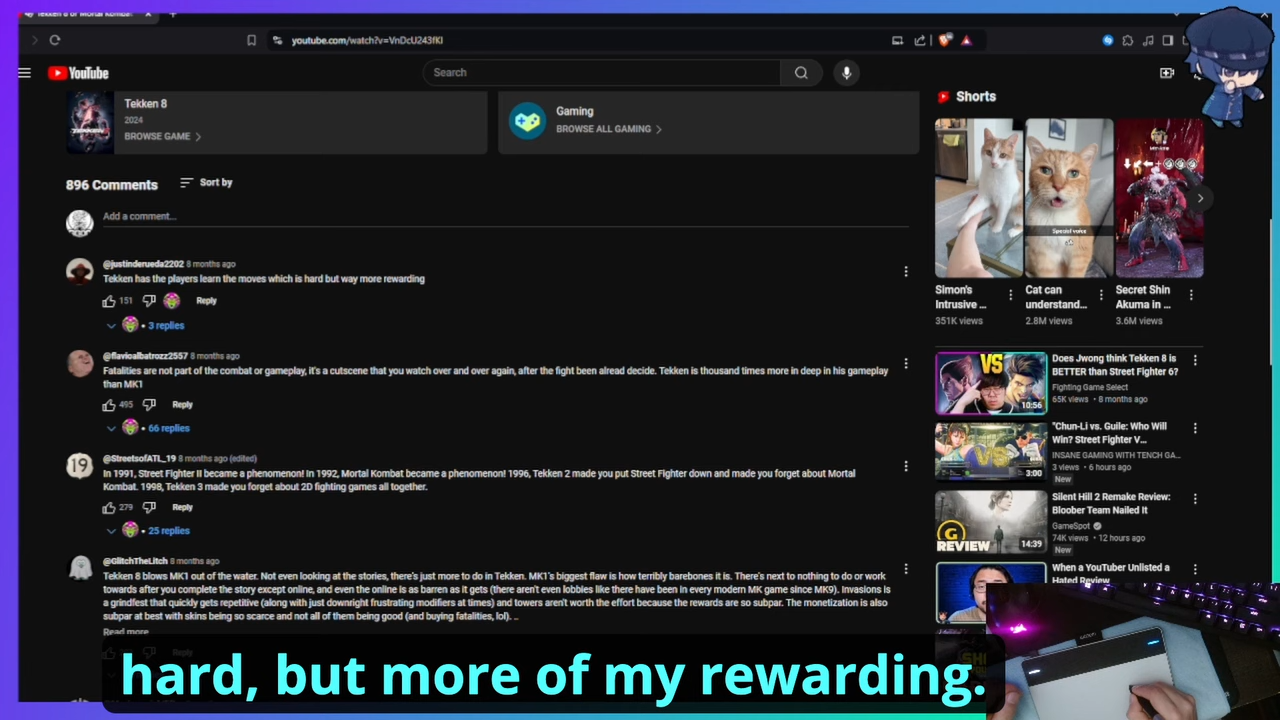 Tekken 8 or Mortal Kombat
youtube.com/watch?v=VnDcU243fKI
YouTube
Search
Tekken 8
2024
BROWSE GAME
Gaming
BROWSE ALL GAMING
896 Comments
Sort by
Add a comment...
@justinderueda2202 8 months ago
Tekken has the players learn the moves which is hard but way more rewarding
151
Reply
3 replies
@flavioalbatrozz2557 8 months ago
Fatalities are not part of the combat or gameplay, it's a cutscene that you watch over and over again, after the fight been alread decide. Tekken is thousand times more in deep in his gameplay
than MK1
495
Reply
66 replies
19
@StreetsofATL_19 8 months ago (edited)
In 1991, Street Fighter II became a phenomenon! In 1992, Mortal Kombat became a phenomenon! 1996, Tekken 2 made you put Street Fighter down and made you forget about Mortal
Kombat. 1998, Tekken 3 made you forget about 2D fighting games all together.
279
Reply
25 replies
@GlitchTheLitch 8 months ago
Tekken 8 blows MK1 out of the water. Not even looking at the stories, there's just more to do in Tekken. MK1's biggest flaw is how terribly barebones it is. There's next to nothing to do or work
towards after you complete the story except online, and even the online is as barren as it gets (there aren't even lobbies like there have been in every modern MK game since MK9). Invasions is
a grindfest that quickly gets repetitive (along with just downright frustrating modifiers at times) and towers aren't worth the effort because the rewards are so subpar. The monetization is also
subpar at best with skins being so scarce and not all of them being good (and buying fatalities, lol). ..
Read more
Shorts
Special voice
Simon's
Intrusive ...
351K views
Cat can
understand...
2.8M views
Secret Shin
Akuma in ...
3.6M views
VS
10:56
Does Jwong think Tekken 8 is
BETTER than Street Fighter 6?
Fighting Game Select
65K views • 8 months ago
VS
3:00
"Chun-Li vs. Guile: Who Will
Win? Street Fighter V...
INSANE GAMING WITH TENCH GA...
3 views • 6 hours ago
New
G
REVIEW
14:39
Silent Hill 2 Remake Review:
Bloober Team Nailed It
GameSpot
74K views • 12 hours ago
New
When a YouTuber Unlisted a
Hated Review
hard, but more of my rewarding.